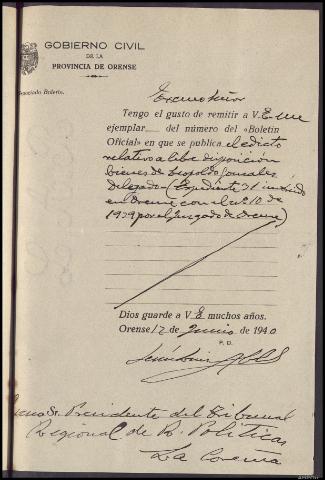 GOBIERNO CIVIL
DE LA
PROVINCIA DE ORENSE
Negociado Boletín.
Excmo Señor
Tengo el gusto de remitir a V. E un
ejemplar del número del «Boletín
Oficial» en que se publica el edicto
relativo a libre disposición
bienes de Leopoldo González
Delgado (Expediente 31 incoado
en Orense con el nº 10 de
1939 por el Juzgado de Orense)
Dios guarde a V E muchos años.
Orense 12 de Junio de 1940
P. D.
Excmo Sr. Presidente del Tribunal
Regional de R. Políticas
La Coruña